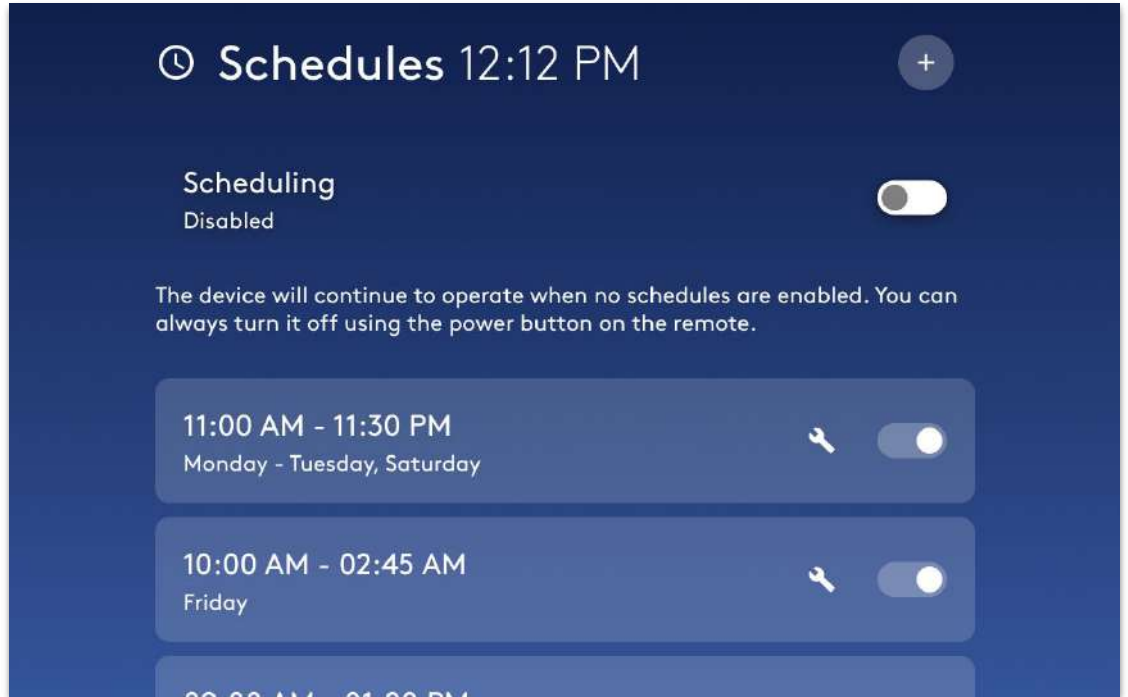 Schedules 12:12 PM
+
Scheduling
Disabled
The device will continue to operate when no schedules are enabled. You can
always turn it off using the power button on the remote.
11:00 AM - 11:30 PM
Monday - Tuesday, Saturday
10:00 AM - 02:45 AM
Friday